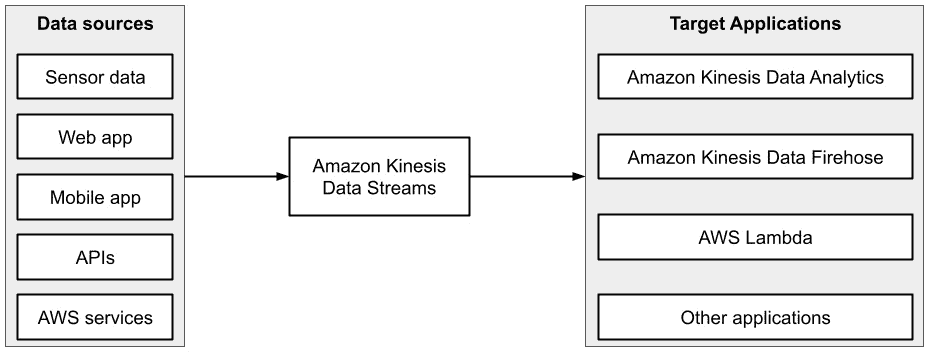 Data sources
Sensor data
Web app
Mobile app
APIs
AWS services
Amazon Kinesis
Data Streams
Target Applications
Amazon Kinesis Data Analytics
Amazon Kinesis Data Firehose
AWS Lambda
Other applications